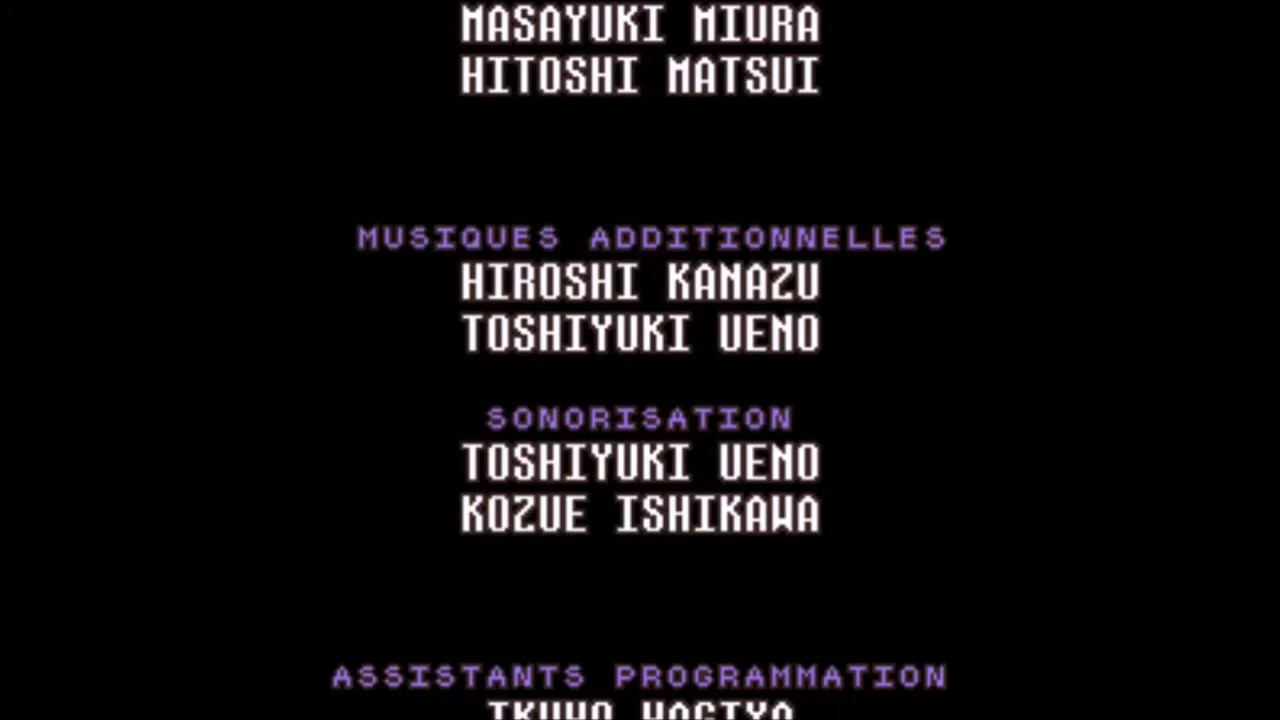 MASAYUKI MIURA
HITOSHI MATSUI
MUSIQUES ADDITIONNELLES
HIROSHI KANAZU
TOSHIYUKI UENO
SONORISATION
TOSHIYUKI UENO
KOZUE ISHIKAWA
ASSISTANTS PROGRAMMATION